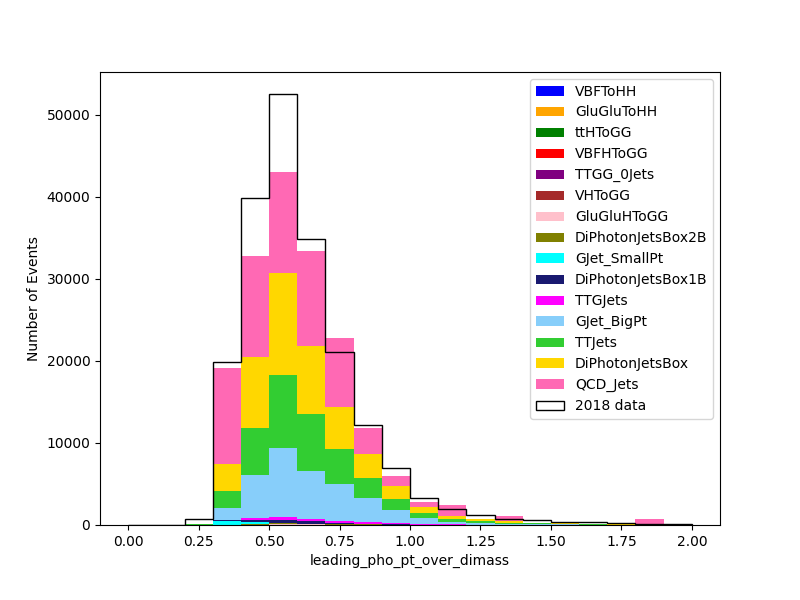 50000
40000
30000
20000
10000
0
Number of Events
0.00 0.25 0.50 0.75 1.00 1.25 1.50 1.75 2.00
leading_pho_pt_over_dimass
VBFToHH
GluGluToHH
ttHToGG
VBFHToGG
TTGG_0Jets
VHToGG
GluGluHToGG
DiPhotonJetsBox2B
GJet_SmallPt
DiPhotonJetsBox1B
TTGJets
GJet_BigPt
TTJets
DiPhotonJetsBox
QCD_Jets
2018 data